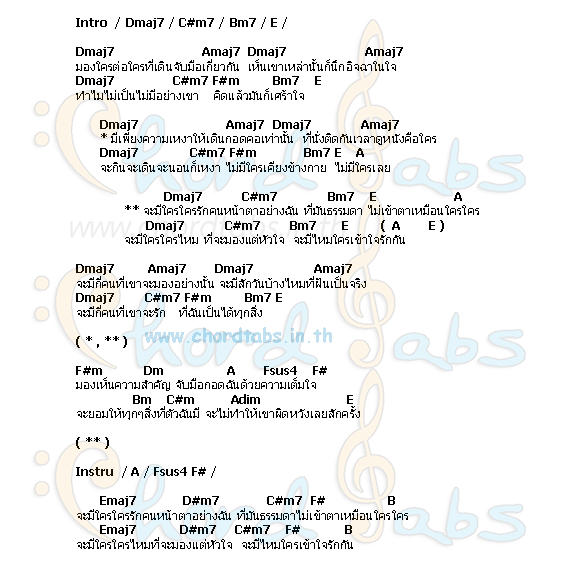 Intro / Dmaj7 / C#m7 / Bm7 / E /
Dmaj7 Amaj7 Dmaj7 Amaj7
มองใครต่อใครที่เดินจับมือเกี่ยวกัน เห็นเขาเหล่านั้นก็นึกอิจฉาในใจ
Dmaj7 C#m7 F#m Bm7 E
ทำไมไม่เป็นไม่มีอย่างเขา คิดแล้วมันก็เศร้าใจ
Dmaj7 Amaj7 Dmaj7 Amaj7
* มีเพียงความเหงาให้เดินกอดคอเท่านั้น ที่นั่งติดกันเวลาดูหนังคือใคร
Dmaj7 C#m7 F#m Bm7 E A
จะกินจะเดินจะนอนก็เหงา ไม่มีใครเคียงข้างกาย ไม่มีใครเลย
Dmaj7 C#m7 Bm7 E A
** จะมีใครใครรักคนหน้าตาอย่างฉัน ที่มันธรรมดา ไม่เข้าตาเหมือนใครใคร
Dmaj7 C#m7 Bm7 E ( A E )
จะมีใครใครไหม ที่จะมองแต่หัวใจ จะมีไหมใครเข้าใจรักกัน
Dmaj7 Amaj7 Dmaj7 Amaj7
จะมีกี่คนที่เขาจะมองอย่างนั้น จะมีสักวันบ้างไหมที่ฝันเป็นจริง
Dmaj7 C#m7 F#m Bm7 E
จะมีกี่คนที่เขาจะรัก ที่ฉันเป็นได้ทุกสิ่ง
www.chordtabs.in.th
( * , ** )
F#m Dm A Fsus4 F#
มองเห็นความสำคัญ จับมือกอดฉันด้วยความเต็มใจ
Bm C#m Adim E
จะยอมให้ทุกๆสิ่งที่ตัวฉันมี จะไม่ทำให้เขาผิดหวังเลยสักครั้ง
( ** )
Instru / A / Fsus4 F# /
Emaj7 D#m7 C#m7 F# B
จะมีใครใครรักคนหน้าตาอย่างฉัน ที่มันธรรมดาไม่เข้าตาเหมือนใครใคร
Emaj7 D#m7 C#m7 F# B
จะมีใครใครไหมที่จะมองแต่หัวใจ จะมีไหมใครเข้าใจรักกัน